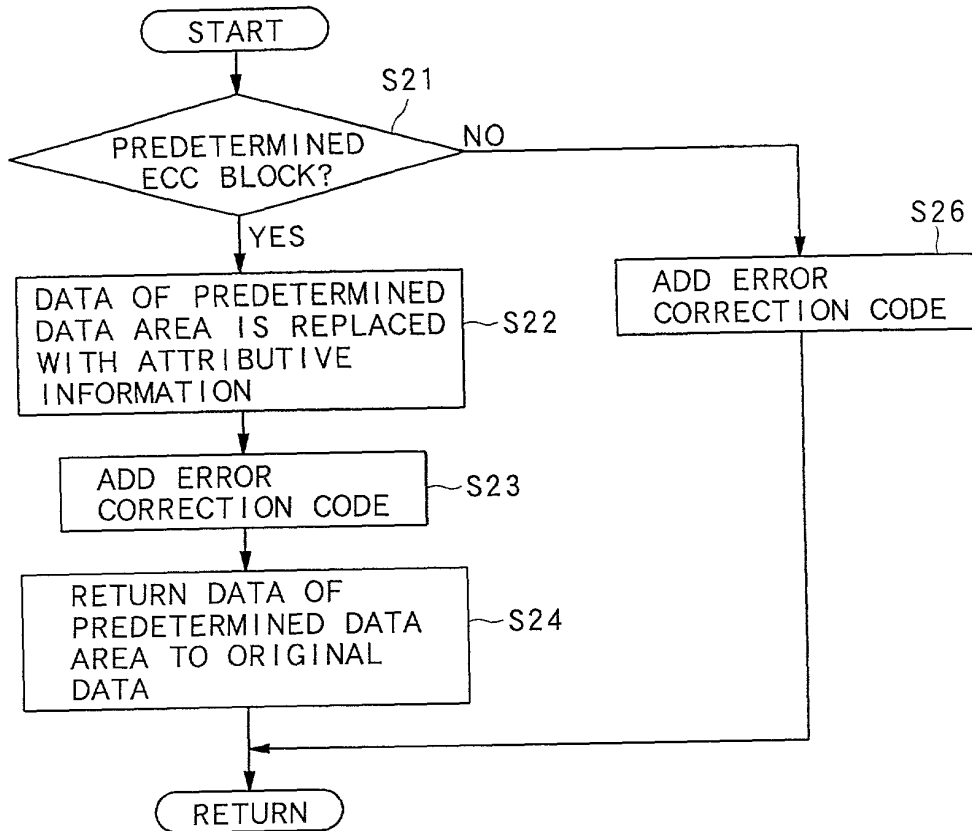 START
S21
PREDETERMINED
ECC BLOCK?
NO
YES
S26
DATA OF PREDETERMINED
DATA AREA IS REPLACED
WITH ATTRIBUTIVE
INFORMATION
S22
ADD ERROR
CORRECTION CODE
ADD ERROR
CORRECTION CODE
S23
RETURN DATA OF
PREDETERMINED DATA
AREA TO ORIGINAL
DATA
S24
RETURN